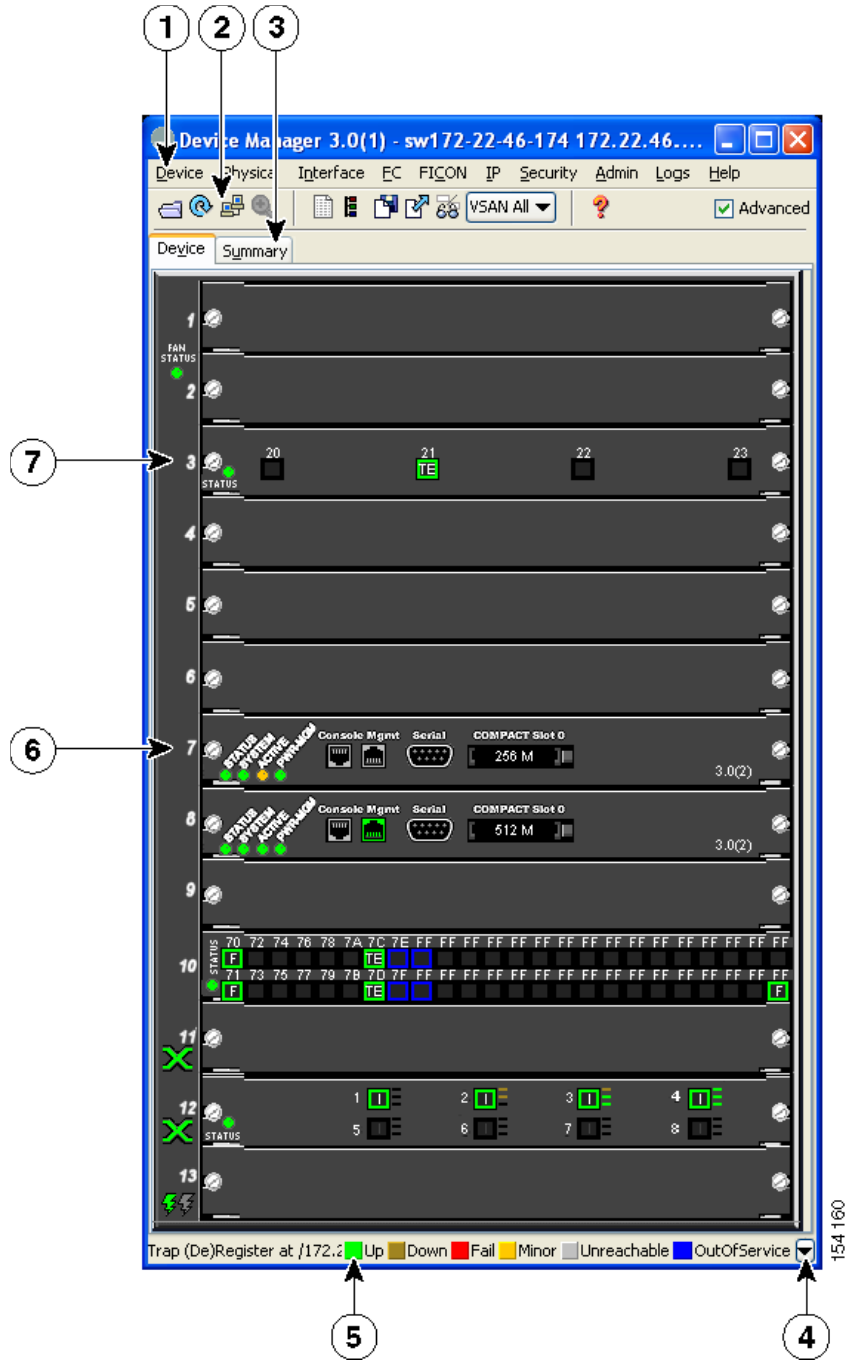 1 2 3
Device Manager 3.0(1) - sw172-22-46-174 172.22.46....
Device Physical Interface FC FICON IP Security Admin Logs Help
VSAN All ? Advanced
Device Summary
1
FAN
STATUS
2
7
3 STATUS 20 21 22 23
TE
4
5
6
6
7 STATUS SYSTEM ACTIVE PWR-MGM Console Mgmt Serial COMPACT Slot 0
256 M
3.0(2)
8 STATUS SYSTEM ACTIVE PWR-MGM Console Mgmt Serial COMPACT Slot 0
512 M
3.0(2)
9
10 STATUS
70 72 74 76 78 7A 7C 7E FF FF FF FF FF FF FF FF FF FF FF FF FF FF FF FF
F TE
71 73 75 77 79 7B 7D 7F FF FF FF FF FF FF FF FF FF FF FF FF FF FF FF FF
F TE F
11
12 STATUS
1 I 2 I 3 I 4 I
5 I 6 I 7 I 8 I
13
Trap (De)Register at /172.2 Up Down Fail Minor Unreachable OutOfService
154160
5 4